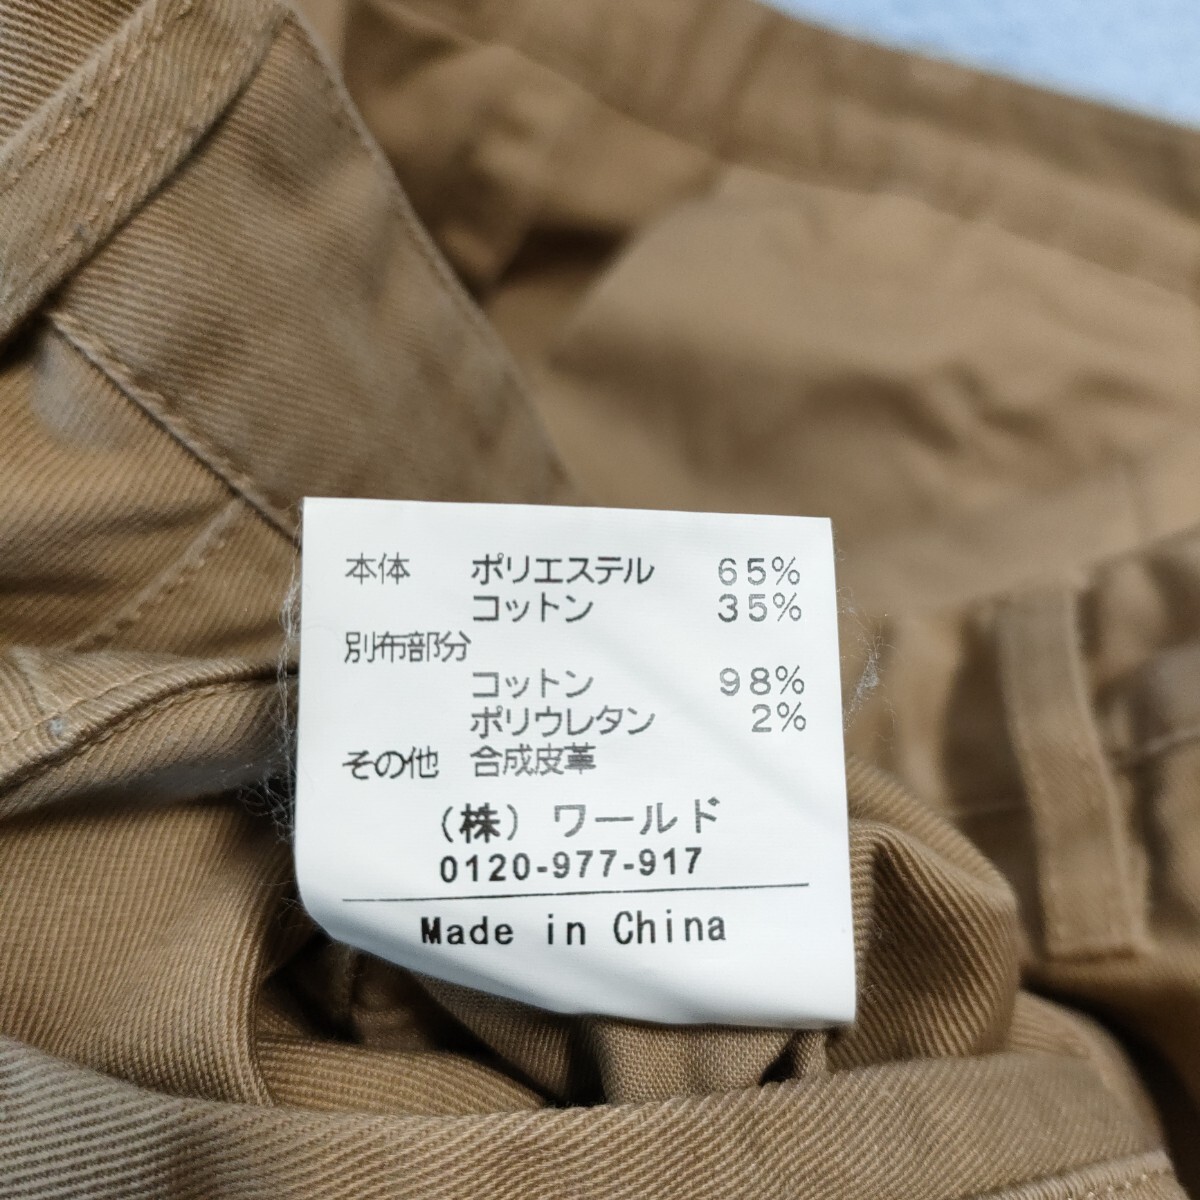 本体 ポリエステル 65%
コットン 35%
別布部分
コットン 98%
ポリウレタン 2%
その他 合成皮革
(株) ワールド
0120-977-917
Made in China